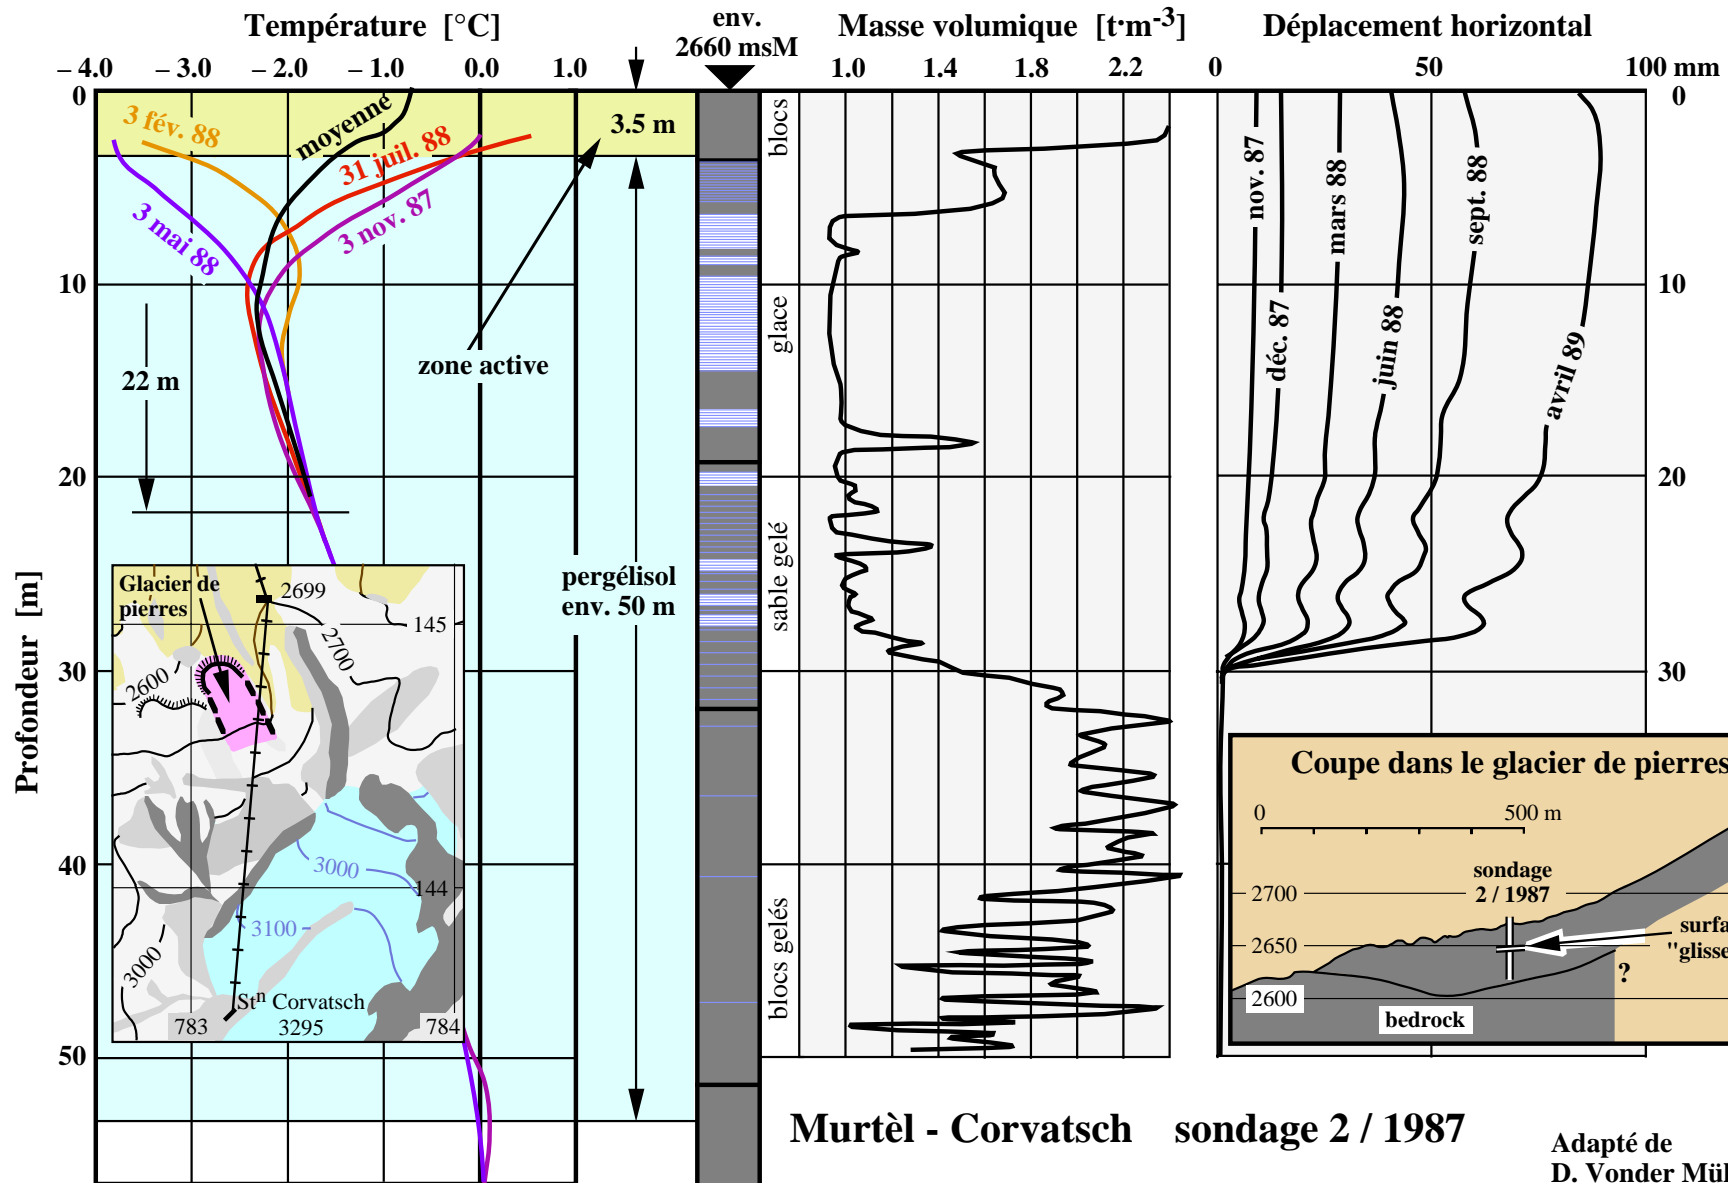 Température [°C]
– 4.0 – 3.0 – 2.0 – 1.0 0.0 1.0
env.
2660 msM
Masse volumique [t·m-3]
1.0 1.4 1.8 2.2
Déplacement horizontal
0 50 100 mm
0
10
20
30
40
50
Profondeur [m]
3 fév. 88
moyenne
31 juil. 88
3 nov. 87
3 mai 88
3.5 m
zone active
22 m
pergélisol
env. 50 m
blocs
glace
sable gelé
blocs gelés
nov. 87
déc. 87
mars 88
juin 88
sept. 88
avril 89
0
10
20
30
Glacier de
pierres
2699
145
2700
2600
3000
144
3100
3000
Stn Corvatsch
3295
783
784
Coupe dans le glacier de pierres
0 500 m
sondage
2 / 1987
2700
2650
2600
?
bedrock
Murtèl - Corvatsch sondage 2 / 1987
Adapté de
D. Vonder